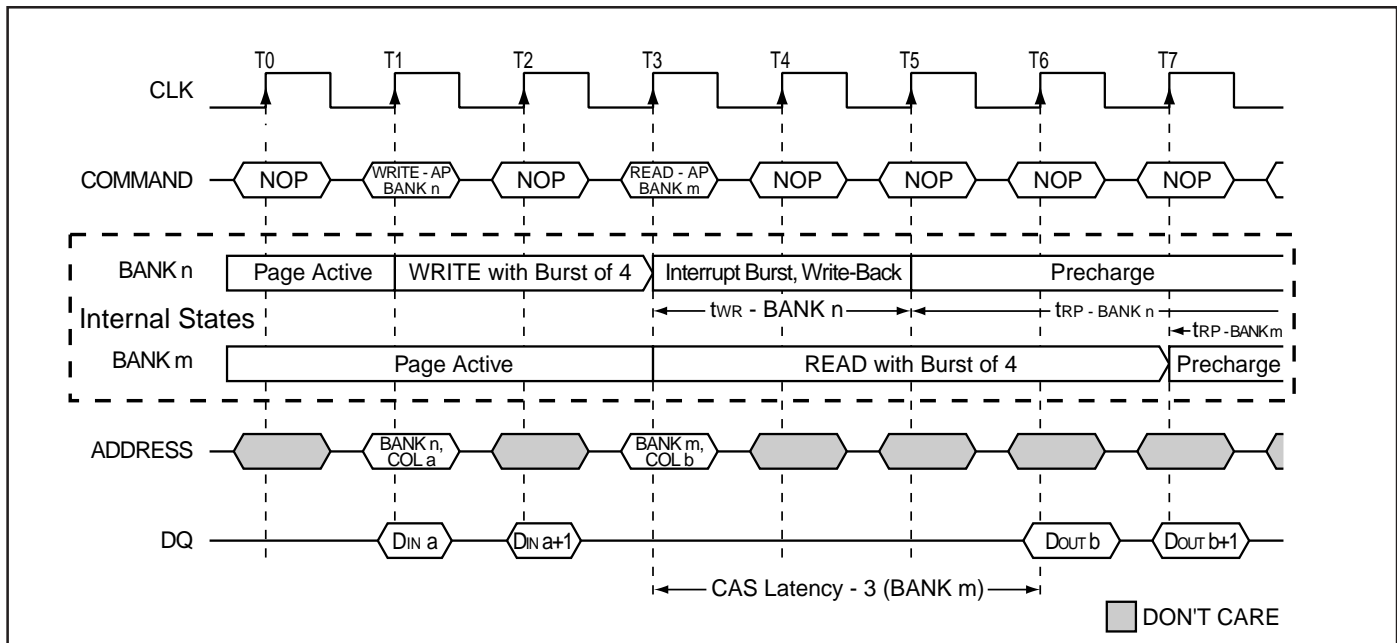 T0 T1 T2 T3 T4 T5 T6 T7
CLK
COMMAND NOP WRITE - AP BANK n NOP READ - AP BANK m NOP NOP NOP NOP
BANK n Page Active WRITE with Burst of 4 Interrupt Burst, Write-Back Precharge
tWR - BANK n tRP - BANK n
Internal States
tRP - BANK m
BANK m Page Active READ with Burst of 4 Precharge
ADDRESS BANK n, COL a BANK m, COL b
DQ DIN a DIN a+1 DOUT b DOUT b+1
CAS Latency - 3 (BANK m)
DON'T CARE